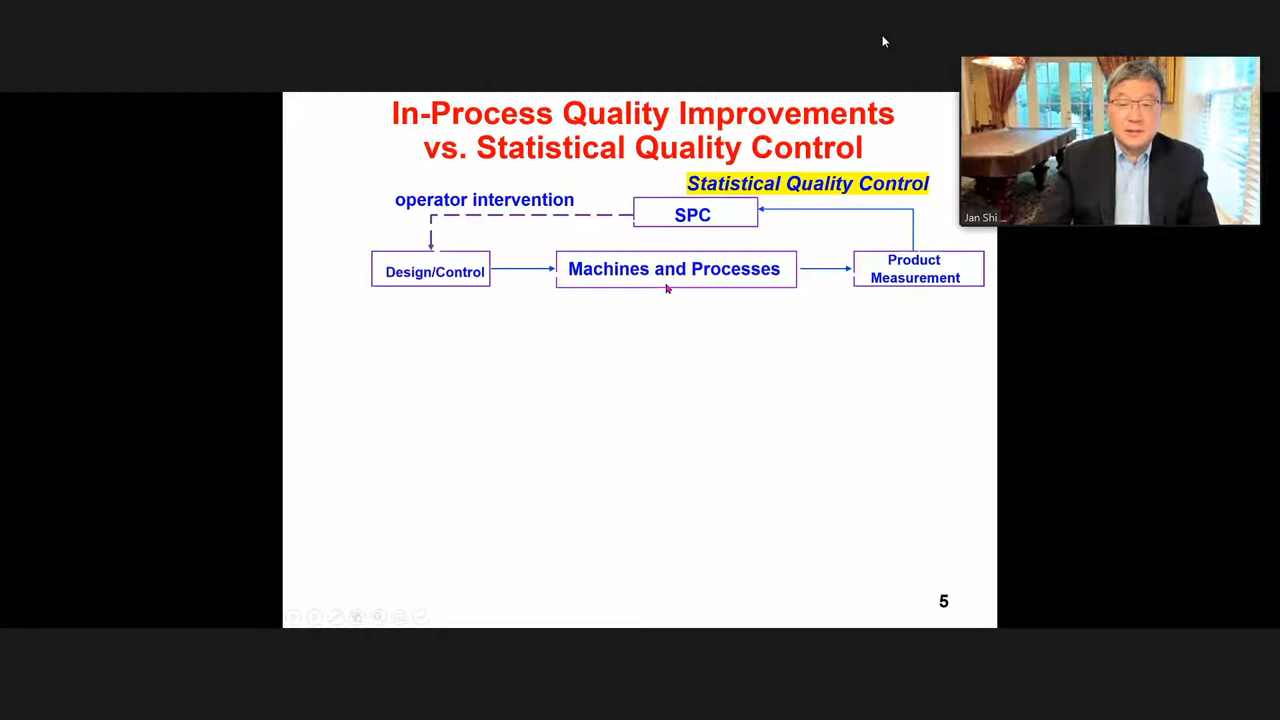 In-Process Quality Improvements
vs. Statistical Quality Control
Statistical Quality Control
operator intervention
SPC
Design/Control
Machines and Processes
Product
Measurement
5
Jan Shi